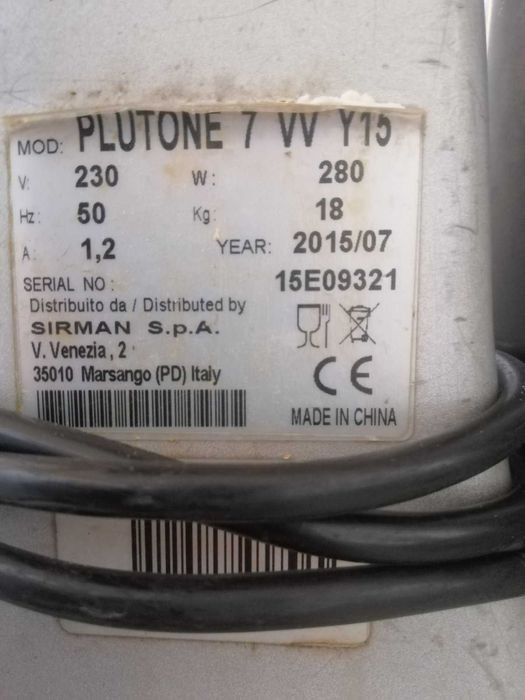 MOD: PLUTONE 7 VV Y15
V: 230 W: 280
Hz: 50 Kg: 18
A: 1,2 YEAR: 2015/07
SERIAL NO: 15E09321
Distribuito da / Distributed by
SIRMAN S.p.A.
V. Venezia, 2
35010 Marsango (PD) Italy
CE
MADE IN CHINA